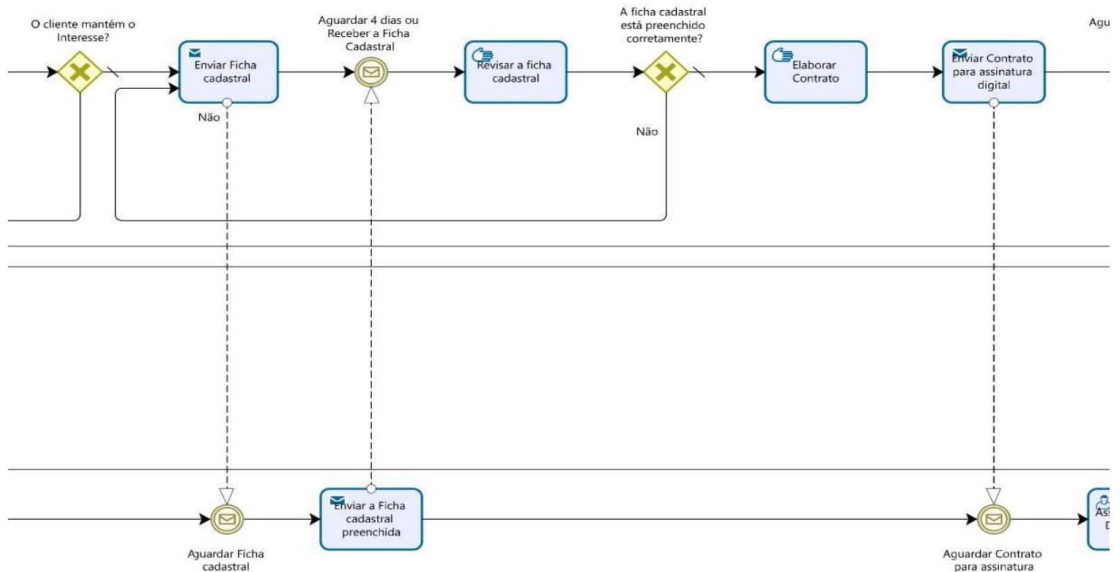 O cliente mantém o
Interesse?
Enviar Ficha
cadastral
Não
Aguardar 4 dias ou
Receber a Ficha
Cadastral
Revisar a ficha
cadastral
A ficha cadastral
está preenchido
corretamente?
Não
Elaborar
Contrato
Enviar Contrato
para assinatura
digital
Agu
Aguardar Ficha
cadastral
Enviar a Ficha
cadastral
preenchida
Aguardar Contrato
para assinatura
Ass
D